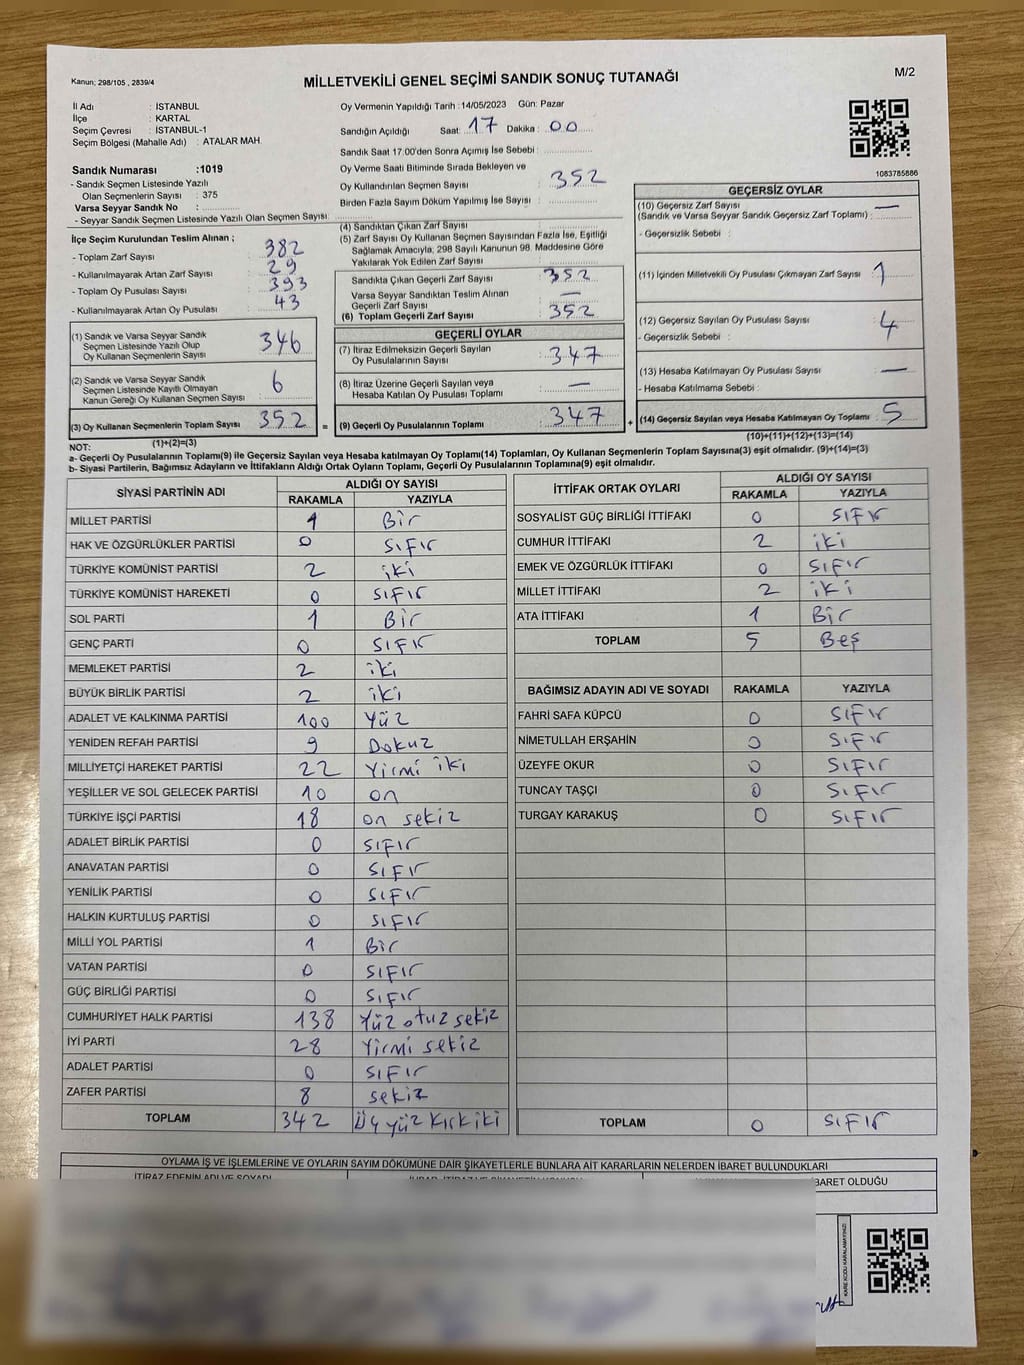 Kanun; 298/105 , 2839/4
MİLLETVEKİLİ GENEL SEÇİMİ SANDIK SONUÇ TUTANAĞI
M/2
İl Adı : İSTANBUL
İlçe : KARTAL
Seçim Çevresi : İSTANBUL-1
Seçim Bölgesi (Mahalle Adı) : ATALAR MAH.
Sandık Numarası :1019
- Sandık Seçmen Listesinde Yazılı
Olan Seçmenlerin Sayısı : 375
Varsa Seyyar Sandık No :
- Seyyar Sandık Seçmen Listesinde Yazılı Olan Seçmen Sayısı:
Oy Vermenin Yapıldığı Tarih :14/05/2023 Gün: Pazar
Sandığın Açıldığı Saat: 17 Dakika : 00
Sandık Saat 17:00'den Sonra Açımış İse Sebebi :
Oy Verme Saati Bitiminde Sırada Bekleyen ve
Oy Kullandırılan Seçmen Sayısı : 352
Birden Fazla Sayım Döküm Yapılmış İse Sayısı :
1083785886
İlçe Seçim Kurulundan Teslim Alınan ;
- Toplam Zarf Sayısı : 382
- Kullanılmayarak Artan Zarf Sayısı : 29
- Toplam Oy Pusulası Sayısı : 393
- Kullanılmayarak Artan Oy Pusulası : 43
(1) Sandık ve Varsa Seyyar Sandık
Seçmen Listesinde Yazılı Olup
Oy Kullanan Seçmenlerin Sayısı : 346
(2) Sandık ve Varsa Seyyar Sandık
Seçmen Listesinde Kayıtlı Olmayan
Kanun Gereği Oy Kullanan Seçmen Sayısı : 6
(3) Oy Kullanan Seçmenlerin Toplam Sayısı : 352
(1)+(2)=(3)
(4) Sandıktan Çıkan Zarf Sayısı :
(5) Zarf Sayısı Oy Kullanan Seçmen Sayısından Fazla İse, Eşitliği
Sağlamak Amacıyla; 298 Sayılı Kanunun 98. Maddesine Göre
Yakılarak Yok Edilen Zarf Sayısı :
Sandıkta Çıkan Geçerli Zarf Sayısı : 352
Varsa Seyyar Sandıktan Teslim Alınan
Geçerli Zarf Sayısı : —
(6) Toplam Geçerli Zarf Sayısı : 352
GEÇERLİ OYLAR
(7) İtiraz Edilmeksizin Geçerli Sayılan
Oy Pusulalarının Sayısı : 347
(8) İtiraz Üzerine Geçerli Sayılan veya
Hesaba Katılan Oy Pusulası Toplamı : —
= (9) Geçerli Oy Pusulalarının Toplamı : 347
GEÇERSİZ OYLAR
(10) Geçersiz Zarf Sayısı —
(Sandık ve Varsa Seyyar Sandık Geçersiz Zarf Toplamı) :
- Geçersizlik Sebebi :
(11) İçinden Milletvekili Oy Pusulası Çıkmayan Zarf Sayısı : 1
(12) Geçersiz Sayılan Oy Pusulası Sayısı : 4
- Geçersizlik Sebebi :
(13) Hesaba Katılmayan Oy Pusulası Sayısı : —
- Hesaba Katılmama Sebebi :
+ (14) Geçersiz Sayılan veya Hesaba Katılmayan Oy Toplamı : 5
(10)+(11)+(12)+(13)=(14)
NOT:
a- Geçerli Oy Pusulalarının Toplamı(9) ile Geçersiz Sayılan veya Hesaba katılmayan Oy Toplamı(14) Toplamları, Oy Kullanan Seçmenlerin Toplam Sayısına(3) eşit olmalıdır. (9)+(14)=(3)
b- Siyasi Partilerin, Bağımsız Adayların ve İttifakların Aldığı Ortak Oyların Toplamı, Geçerli Oy Pusulalarının Toplamına(9) eşit olmalıdır.
SİYASİ PARTİNİN ADI ALDIĞI OY SAYISI
RAKAMLA YAZIYLA
MİLLET PARTİSİ 1 Bir
HAK VE ÖZGÜRLÜKLER PARTİSİ 0 Sıfır
TÜRKİYE KOMÜNİST PARTİSİ 2 iki
TÜRKİYE KOMÜNİST HAREKETİ 0 Sıfır
SOL PARTİ 1 Bir
GENÇ PARTİ 0 Sıfır
MEMLEKET PARTİSİ 2 iki
BÜYÜK BİRLİK PARTİSİ 2 iki
ADALET VE KALKINMA PARTİSİ 100 Yüz
YENİDEN REFAH PARTİSİ 9 Dokuz
MİLLİYETÇİ HAREKET PARTİSİ 22 Yirmi iki
YEŞİLLER VE SOL GELECEK PARTİSİ 10 on
TÜRKİYE İŞÇİ PARTİSİ 18 on sekiz
ADALET BİRLİK PARTİSİ 0 Sıfır
ANAVATAN PARTİSİ 0 Sıfır
YENİLİK PARTİSİ 0 Sıfır
HALKIN KURTULUŞ PARTİSİ 0 Sıfır
MİLLİ YOL PARTİSİ 1 Bir
VATAN PARTİSİ 0 Sıfır
GÜÇ BİRLİĞİ PARTİSİ 0 Sıfır
CUMHURİYET HALK PARTİSİ 138 Yüz otuz sekiz
İYİ PARTİ 28 Yirmi sekiz
ADALET PARTİSİ 0 Sıfır
ZAFER PARTİSİ 8 sekiz
TOPLAM 342 Üç yüz kırk iki
İTTİFAK ORTAK OYLARI ALDIĞI OY SAYISI
RAKAMLA YAZIYLA
SOSYALİST GÜÇ BİRLİĞİ İTTİFAKI 0 Sıfır
CUMHUR İTTİFAKI 2 iki
EMEK VE ÖZGÜRLÜK İTTİFAKI 0 Sıfır
MİLLET İTTİFAKI 2 iki
ATA İTTİFAKI 1 Bir
TOPLAM 5 Beş
BAĞIMSIZ ADAYIN ADI VE SOYADI RAKAMLA YAZIYLA
FAHRİ SAFA KÜPCÜ 0 Sıfır
NİMETULLAH ERŞAHİN 0 Sıfır
ÜZEYFE OKUR 0 Sıfır
TUNCAY TAŞÇI 0 Sıfır
TURGAY KARAKUŞ 0 Sıfır
TOPLAM 0 Sıfır
OYLAMA İŞ VE İŞLEMLERİNE VE OYLARIN SAYIM DÖKÜMÜNE DAİR ŞİKAYETLERLE BUNLARA AİT KARARLARIN NELERDEN İBARET BULUNDUKLARI
İTİRAZ EDENİN ADI VE SOYADI
İBARET OLDUĞU
KARE KODU KARALAMAYINIZ!